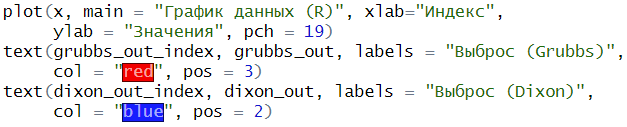 plot(x, main = "График данных (R)", xlab="Индекс",
     ylab = "Значения", pch = 19)
text(grubbs_out_index, grubbs_out, labels = "Выброс (Grubbs)",
     col = "red", pos = 3)
text(dixon_out_index, dixon_out, labels = "Выброс (Dixon)",
     col = "blue", pos = 2)